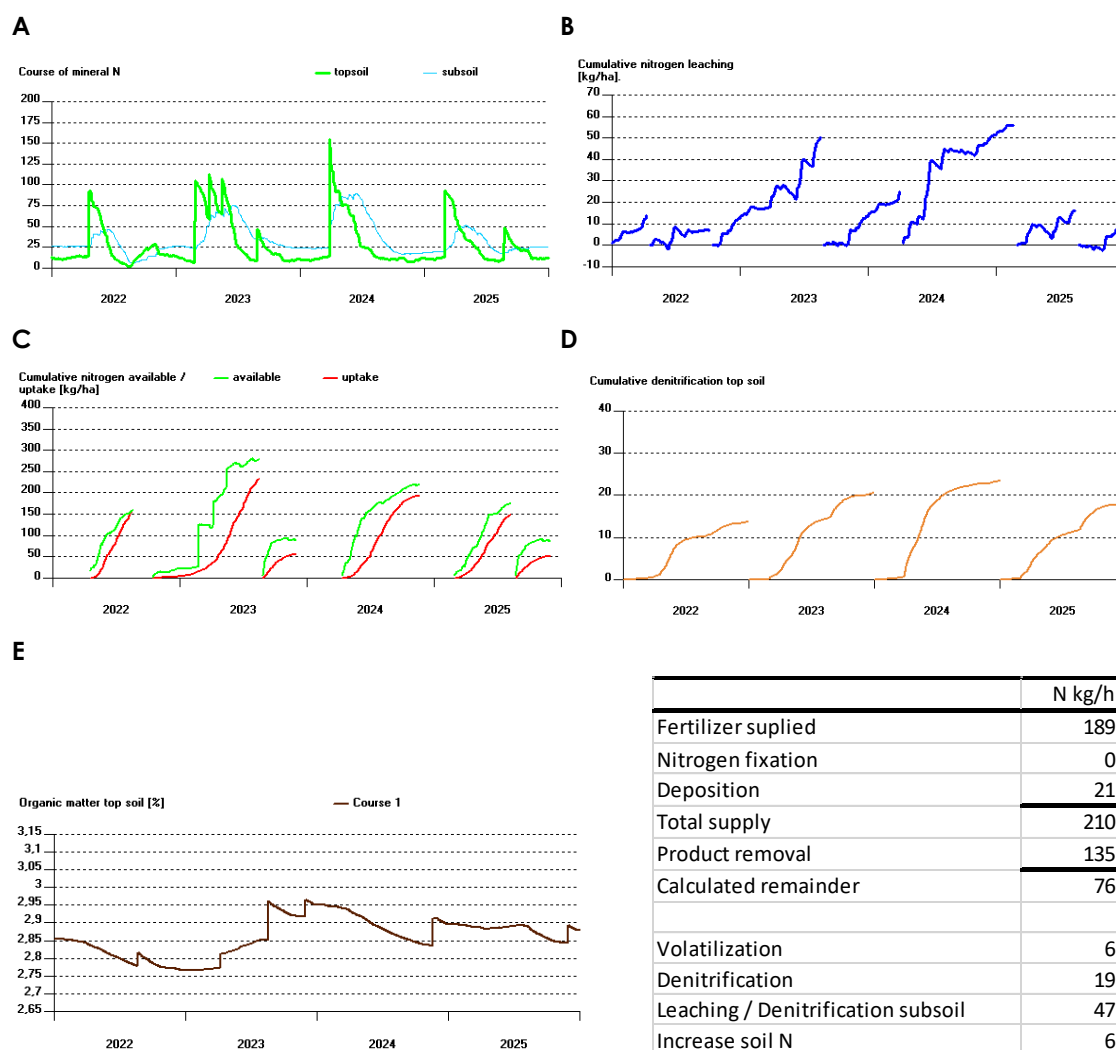 A
Course of mineral N
topsoil
subsoil
200
175
150
125
100
75
50
25
0
2022
2023
2024
2025
B
Cumulative nitrogen leaching
[kg/ha].
70
60
50
40
30
20
10
0
-10
2022
2023
2024
2025
C
Cumulative nitrogen available /
uptake [kg/ha]
available
uptake
400
350
300
250
200
150
100
50
0
2022
2023
2024
2025
D
Cumulative denitrification top soil
40
30
20
10
0
2022
2023
2024
2025
E
Organic matter top soil [%]
Course 1
3,15
3,1
3,05
3
2,95
2,9
2,85
2,8
2,75
2,7
2,65
2022
2023
2024
2025
N kg/h
Fertilizer suplied 189
Nitrogen fixation 0
Deposition 21
Total supply 210
Product removal 135
Calculated remainder 76
Volatilization 6
Denitrification 19
Leaching / Denitrification subsoil 47
Increase soil N 6